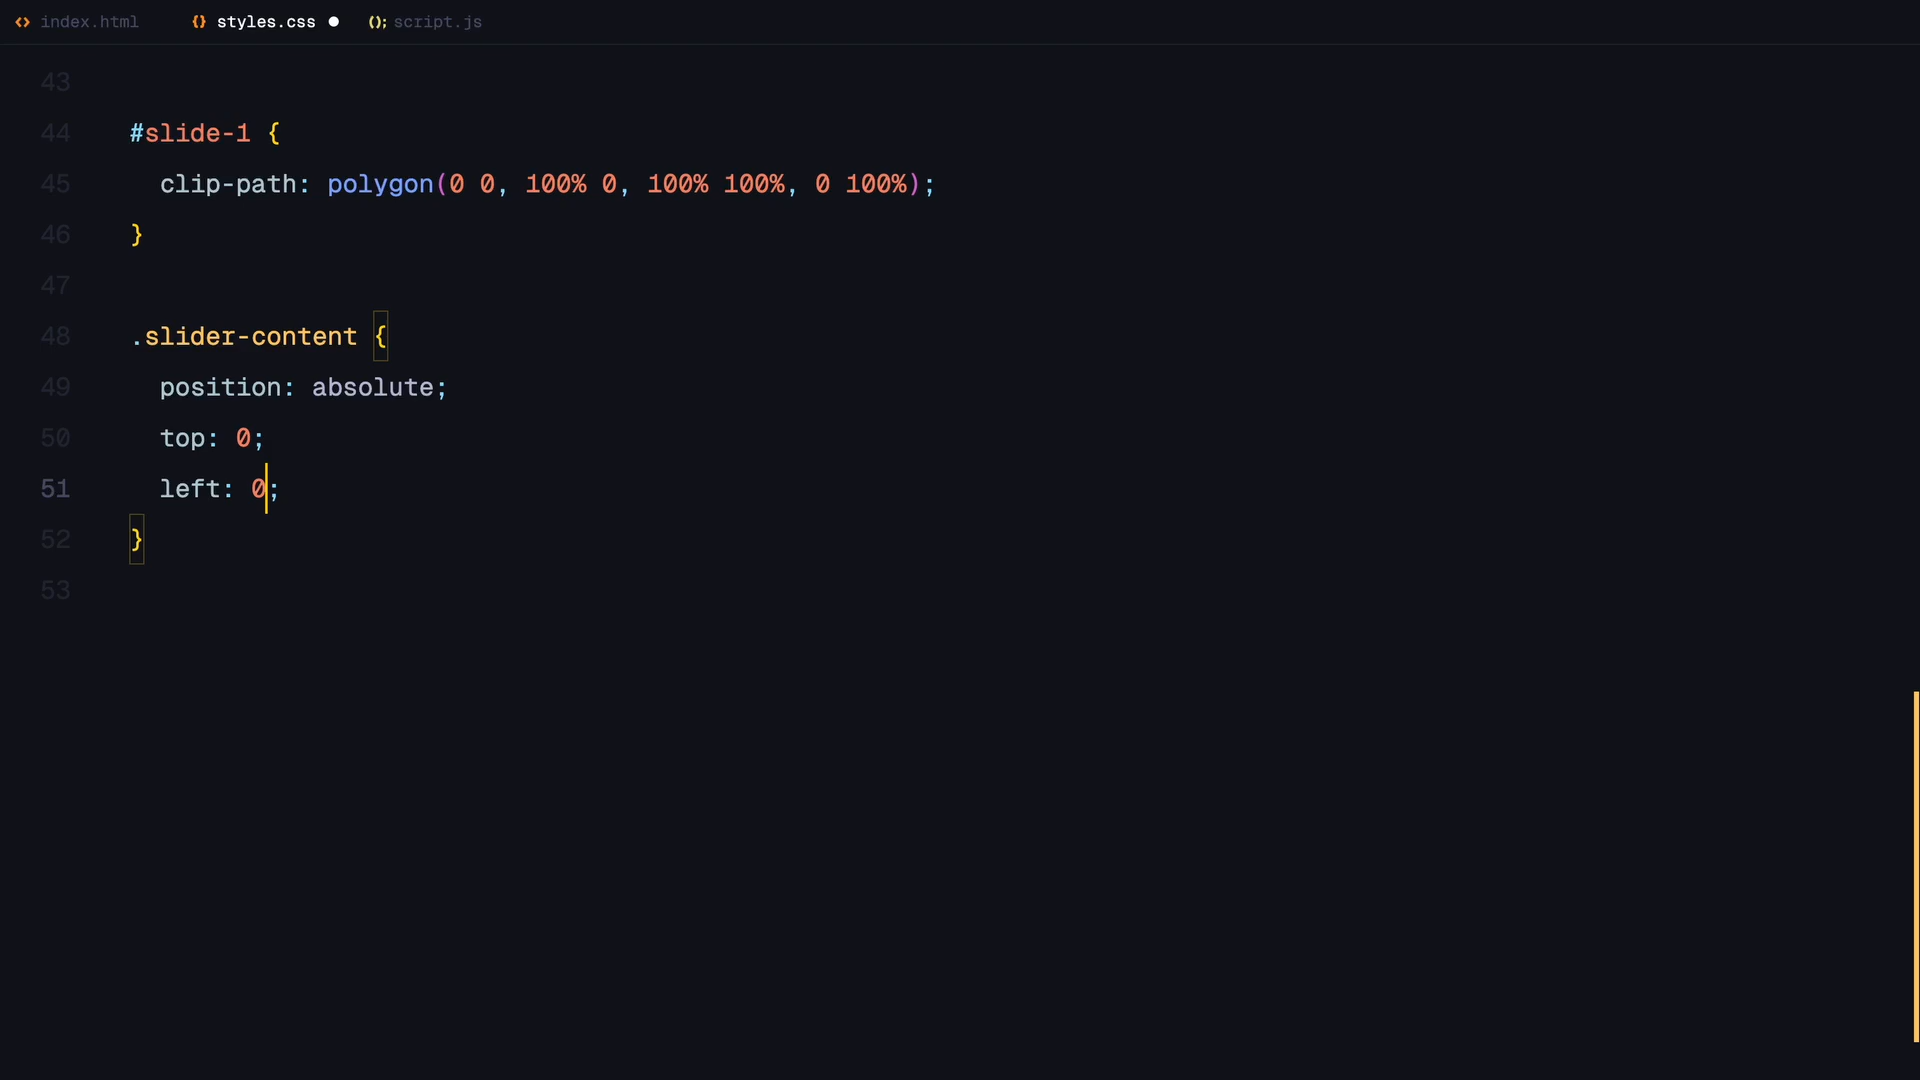 index.html styles.css script.js
43
44 #slide-1 {
45 clip-path: polygon(0 0, 100% 0, 100% 100%, 0 100%);
46 }
47
48 .slider-content {
49 position: absolute;
50 top: 0;
51 left: 0;
52 }
53